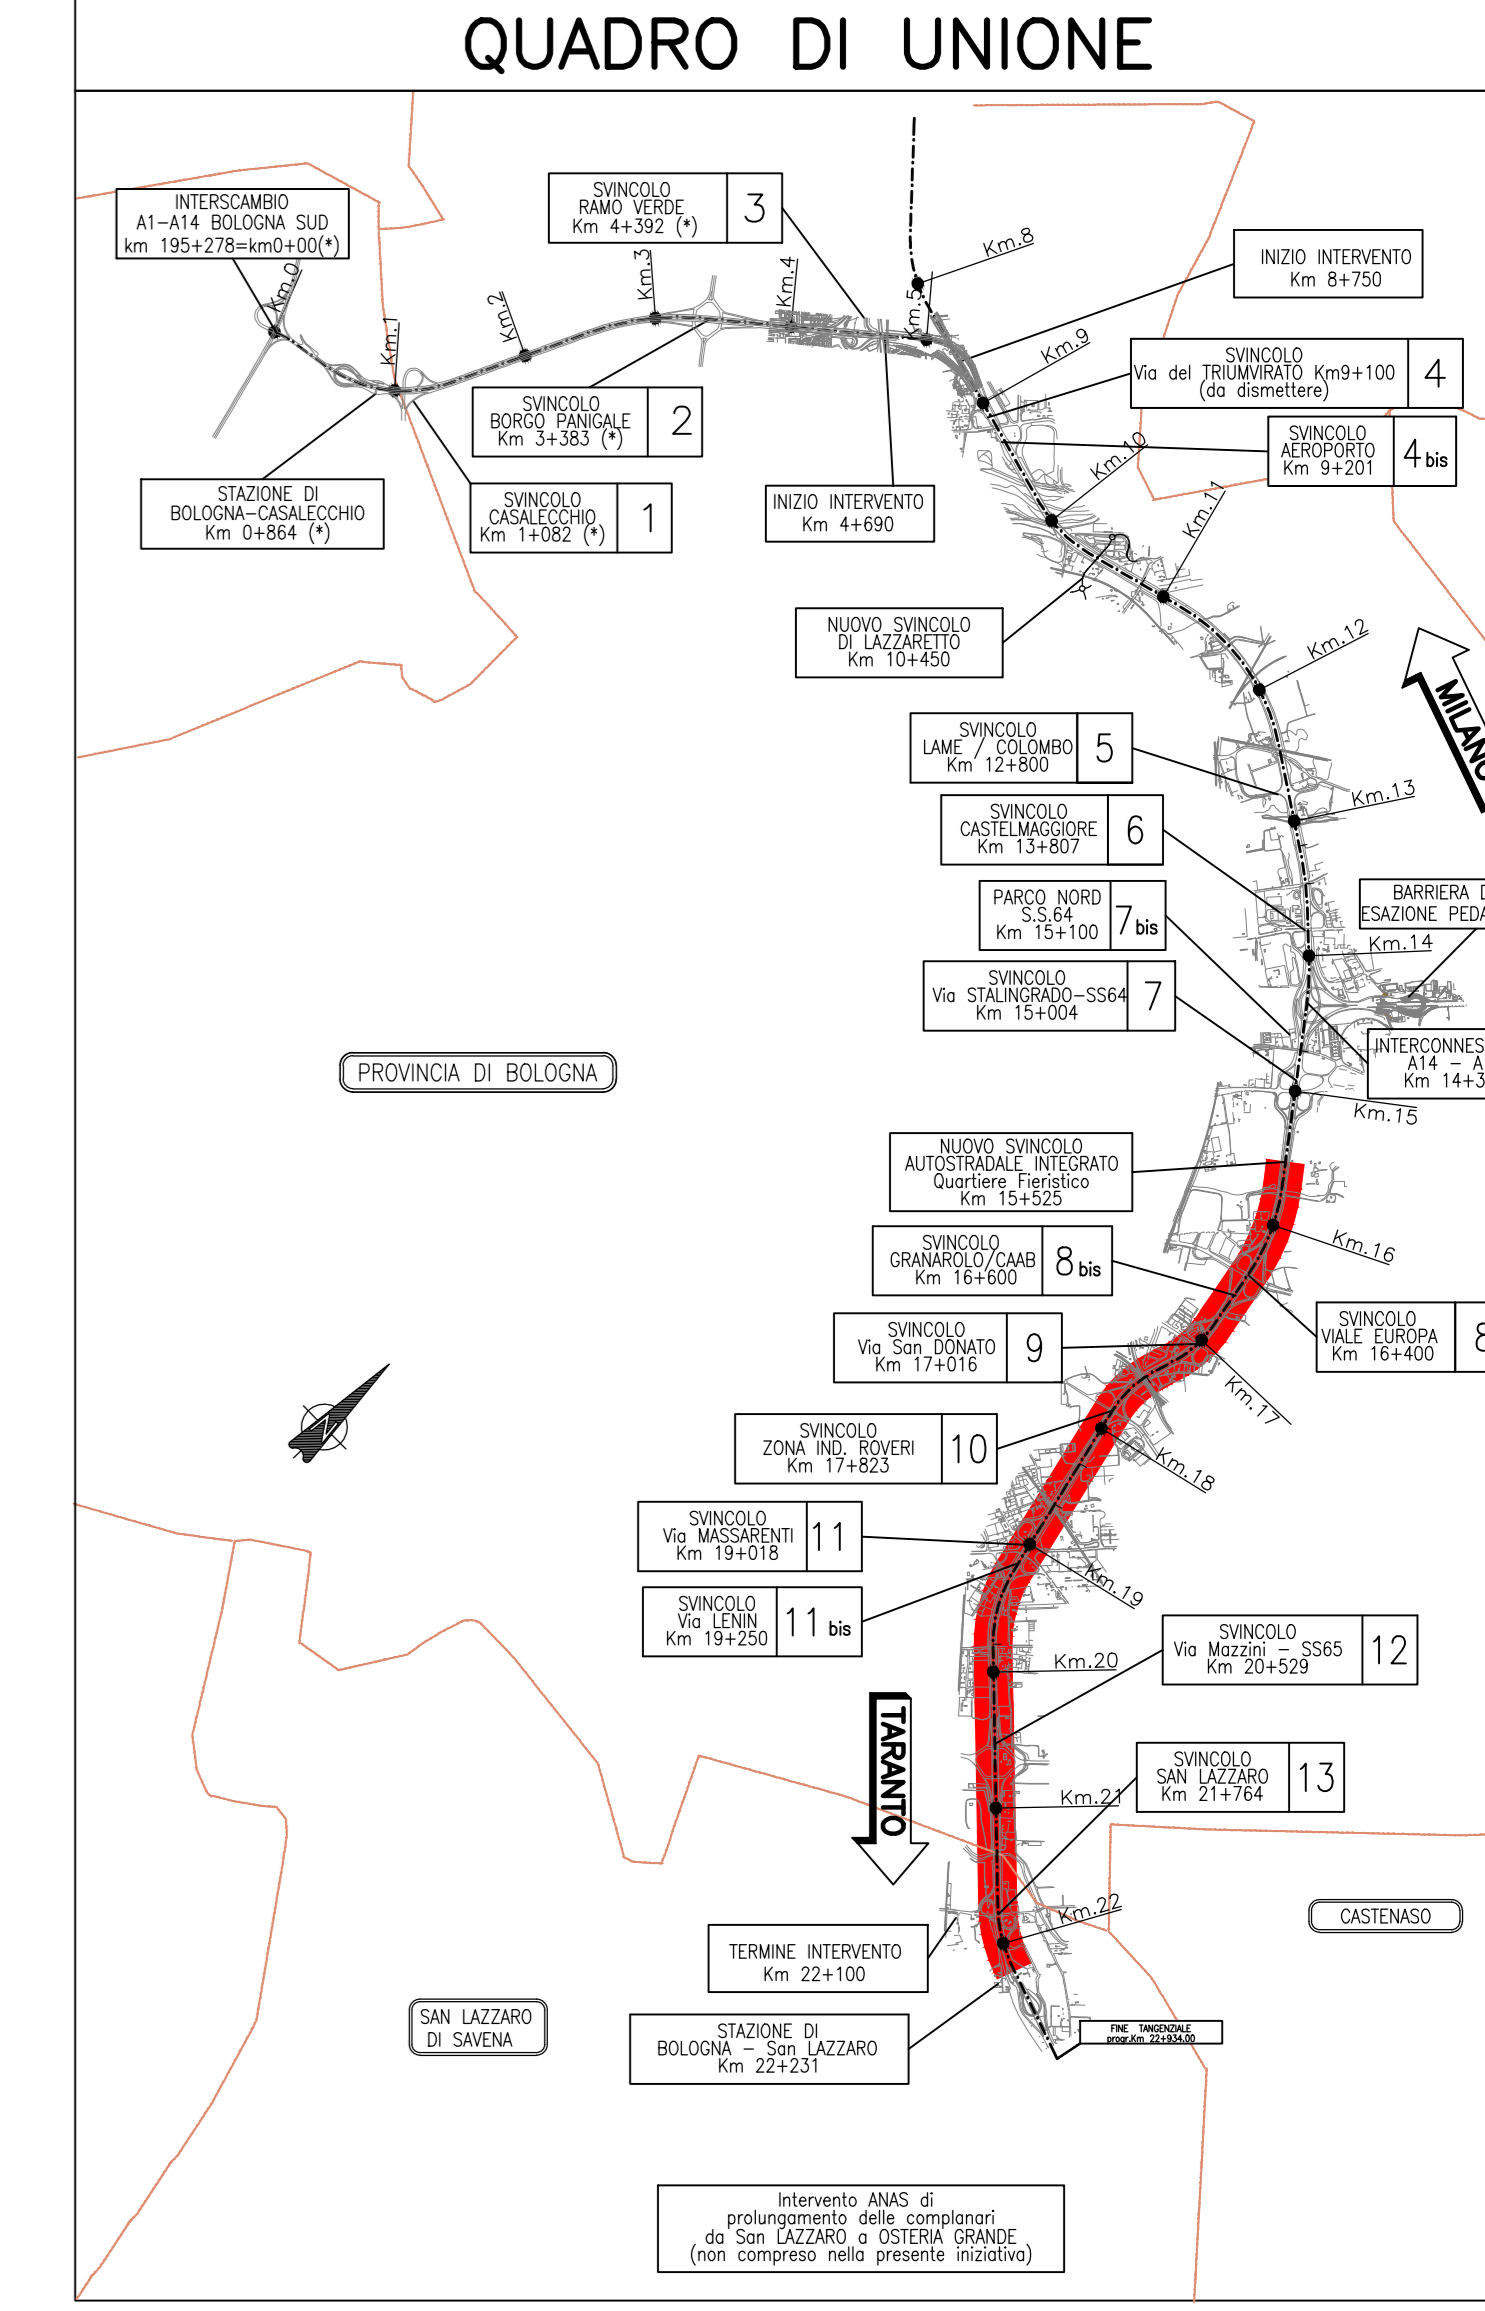 QUADRO DI UNIONE
INTERSCAMBIO
A1-A14 BOLOGNA SUD
km 195+278=km0+00(*)
SVINCOLO
RAMO VERDE
Km 4+392 (*)
3
Km.0
Km.1
Km.2
Km.3
Km.4
Km.5
Km.8
INIZIO INTERVENTO
Km 8+750
Km.9
SVINCOLO
Via del TRIUMVIRATO Km9+100
(da dismettere)
4
SVINCOLO
BORGO PANIGALE
Km 3+383 (*)
2
SVINCOLO
AEROPORTO
Km 9+201
4 bis
Km.10
STAZIONE DI
BOLOGNA-CASALECCHIO
Km 0+864 (*)
SVINCOLO
CASALECCHIO
Km 1+082 (*)
1
INIZIO INTERVENTO
Km 4+690
Km.11
NUOVO SVINCOLO
DI LAZZARETTO
Km 10+450
Km.12
MILANO
SVINCOLO
LAME / COLOMBO
Km 12+800
5
Km.13
SVINCOLO
CASTELMAGGIORE
Km 13+807
6
PARCO NORD
S.S.64
Km 15+100
7 bis
BARRIERA D
ESAZIONE PEDA
Km.14
SVINCOLO
Via STALINGRADO-SS64
Km 15+004
7
INTERCONNES
A14 - A
Km 14+3
PROVINCIA DI BOLOGNA
Km.15
NUOVO SVINCOLO
AUTOSTRADALE INTEGRATO
Quartiere Fieristico
Km 15+525
Km.16
SVINCOLO
GRANAROLO/CAAB
Km 16+600
8 bis
SVINCOLO
VIALE EUROPA
Km 16+400
8
SVINCOLO
Via San DONATO
Km 17+016
9
Km.17
N
SVINCOLO
ZONA IND. ROVERI
Km 17+823
10
Km.18
SVINCOLO
Via MASSARENTI
Km 19+018
11
Km.19
SVINCOLO
Via LENIN
Km 19+250
11 bis
SVINCOLO
Via Mazzini - SS65
Km 20+529
12
Km.20
TARANTO
SVINCOLO
SAN LAZZARO
Km 21+764
13
Km.21
Km.22
CASTENASO
TERMINE INTERVENTO
Km 22+100
SAN LAZZARO
DI SAVENA
STAZIONE DI
BOLOGNA - San LAZZARO
Km 22+231
FINE TANGENZIALE
progr.Km 22+934.00
Intervento ANAS di
prolungamento delle complanari
da San LAZZARO a OSTERIA GRANDE
(non compreso nella presente iniziativa)